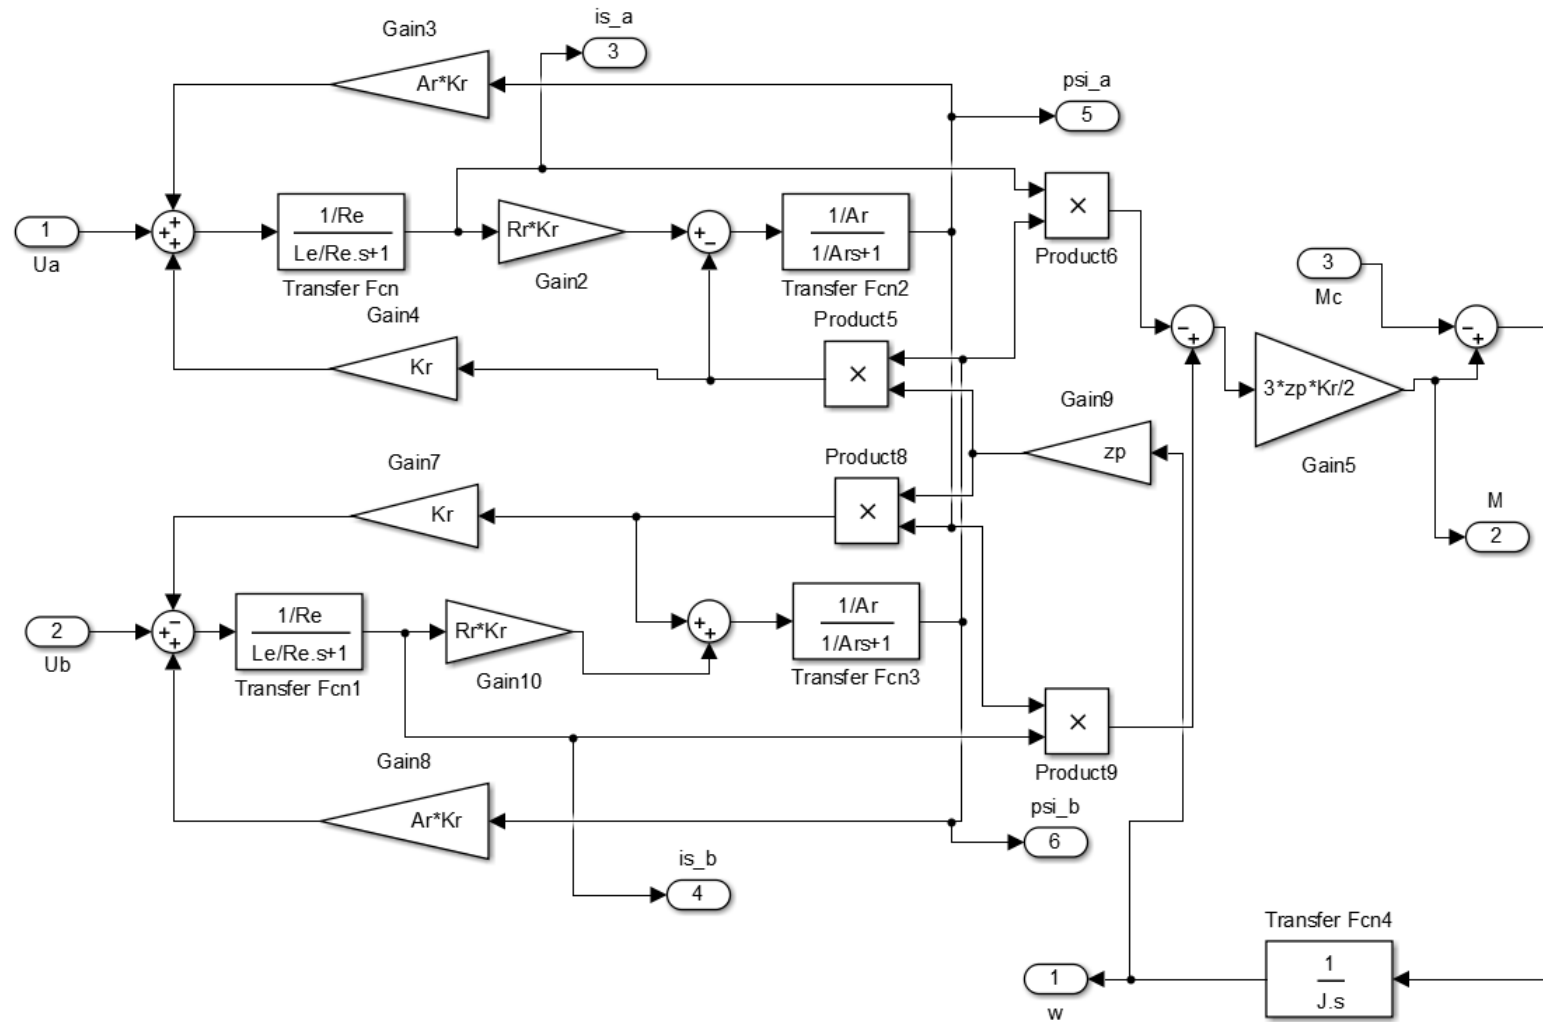 is_a
3
Gain3
Ar*Kr
psi_a
5
1
Ua
1/Re
Le/Re.s+1
Transfer Fcn
Rr*Kr
Gain2
1/Ar
1/Ars+1
Transfer Fcn2
×
Product6
3
Mc
Gain4
Kr
Product5
×
Gain9
zp
3*zp*Kr/2
Gain5
Gain7
Kr
Product8
×
M
2
2
Ub
1/Re
Le/Re.s+1
Transfer Fcn1
Rr*Kr
Gain10
1/Ar
1/Ars+1
Transfer Fcn3
×
Product9
Gain8
Ar*Kr
psi_b
6
is_b
4
Transfer Fcn4
1
J.s
1
w